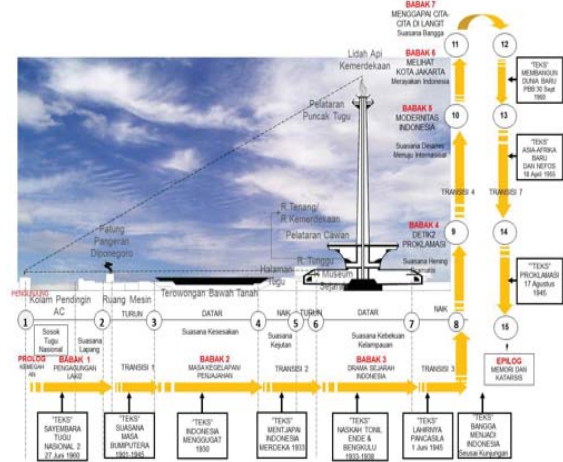 BABAK 7
MENGGAPAI CITA-
CITA DI LANGIT
Suasana Bangga
11
12
BABAK 6
MELIHAT
KOTA JAKARTA
Merayakan Indonesia
"TEKS"
MEMBANGUN
DUNIA BARU
PBB 30 Sept
1960
Lidah Api
Kemerdekaan
Pelataran
Puncak Tugu
BABAK 5
MODERNITAS
INDONESIA
10
13
Suasana Dinamis
Menuju Internasional
"TEKS"
ASIA-AFRIKA
BARU
DAN NEFOS
18 April 1955
TRANSISI 4
TRANSISI 7
Patung
Pangeran
Diponegoro
R.Tenang/
R.Kemerdekaan
Pelataran Cawan
BABAK 4
DETIK2
PROKLAMASI
9
14
R. Tunggu
R Museum
Sejarah
Halaman
Tugu
Suasana Hening
Dramatis
"TEKS"
PROKLAMASI
17 Agustus
1945
PENGUNJUNG
Kolam Pendingin
AC
Ruang Mesin
Terowongan Bawah Tanah
NAIK
1
2
TURUN
3
DATAR
4
NAIK
5
TURUN
6
DATAR
7
NAIK
8
15
Sosok
Tugu
Nasional
Suasana
Lapang
Suasana Kesesakan
Suasana
Kejutan
Suasana Kebekuan
Kelampauan
PROLOG
BABAK 1
PENGAGUNGAN
TRANSISI 1
BABAK 2
MASA KEGELAPAN/
PENJAJAHAN
TRANSISI 2
BABAK 3
DRAMA SEJARAH
INDONESIA
TRANSISI 3
EPILOG
MEMORI DAN
KATARSIS
"TEKS"
SAYEMBARA
TUGU
NASIONAL 2
27 Juni 1960
"TEKS"
SUASANA
MASA
BUMIPUTERA
1901-1945
"TEKS"
INDONESIA
MENGGUGAT
1930
"TEKS"
MENTJAPAI
INDONESIA
MERDEKA 1933
"TEKS"
NASKAH TONIL
ENDE &
BENGKULU
1933-1938
"TEKS"
LAHIRNYA
PANCASILA
1 Juni 1945
"TEKS"
BANGGA
MENJADI
INDONESIA
Seusai Kunjungan